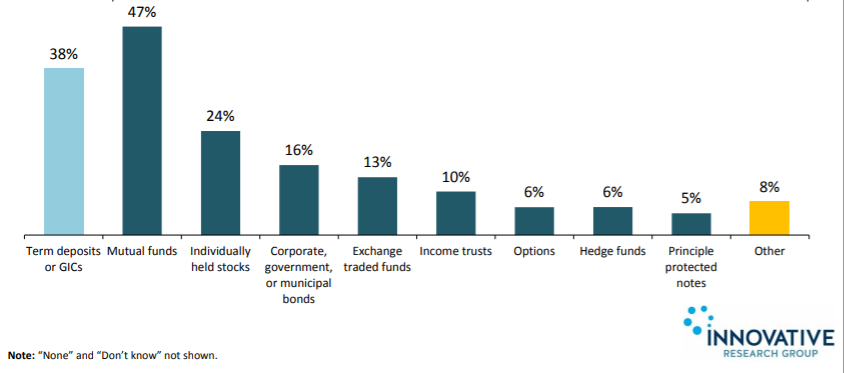 47%
38%
24%
16%
13%
10%
6%
6%
5%
8%
Term deposits
or GICs
Mutual funds
Individually
held stocks
Corporate,
government,
or municipal
bonds
Exchange
traded funds
Income trusts
Options
Hedge funds
Principle
protected
notes
Other
iNNOVATIVE
RESEARCH GROUP
Note: “None” and “Don’t know” not shown.